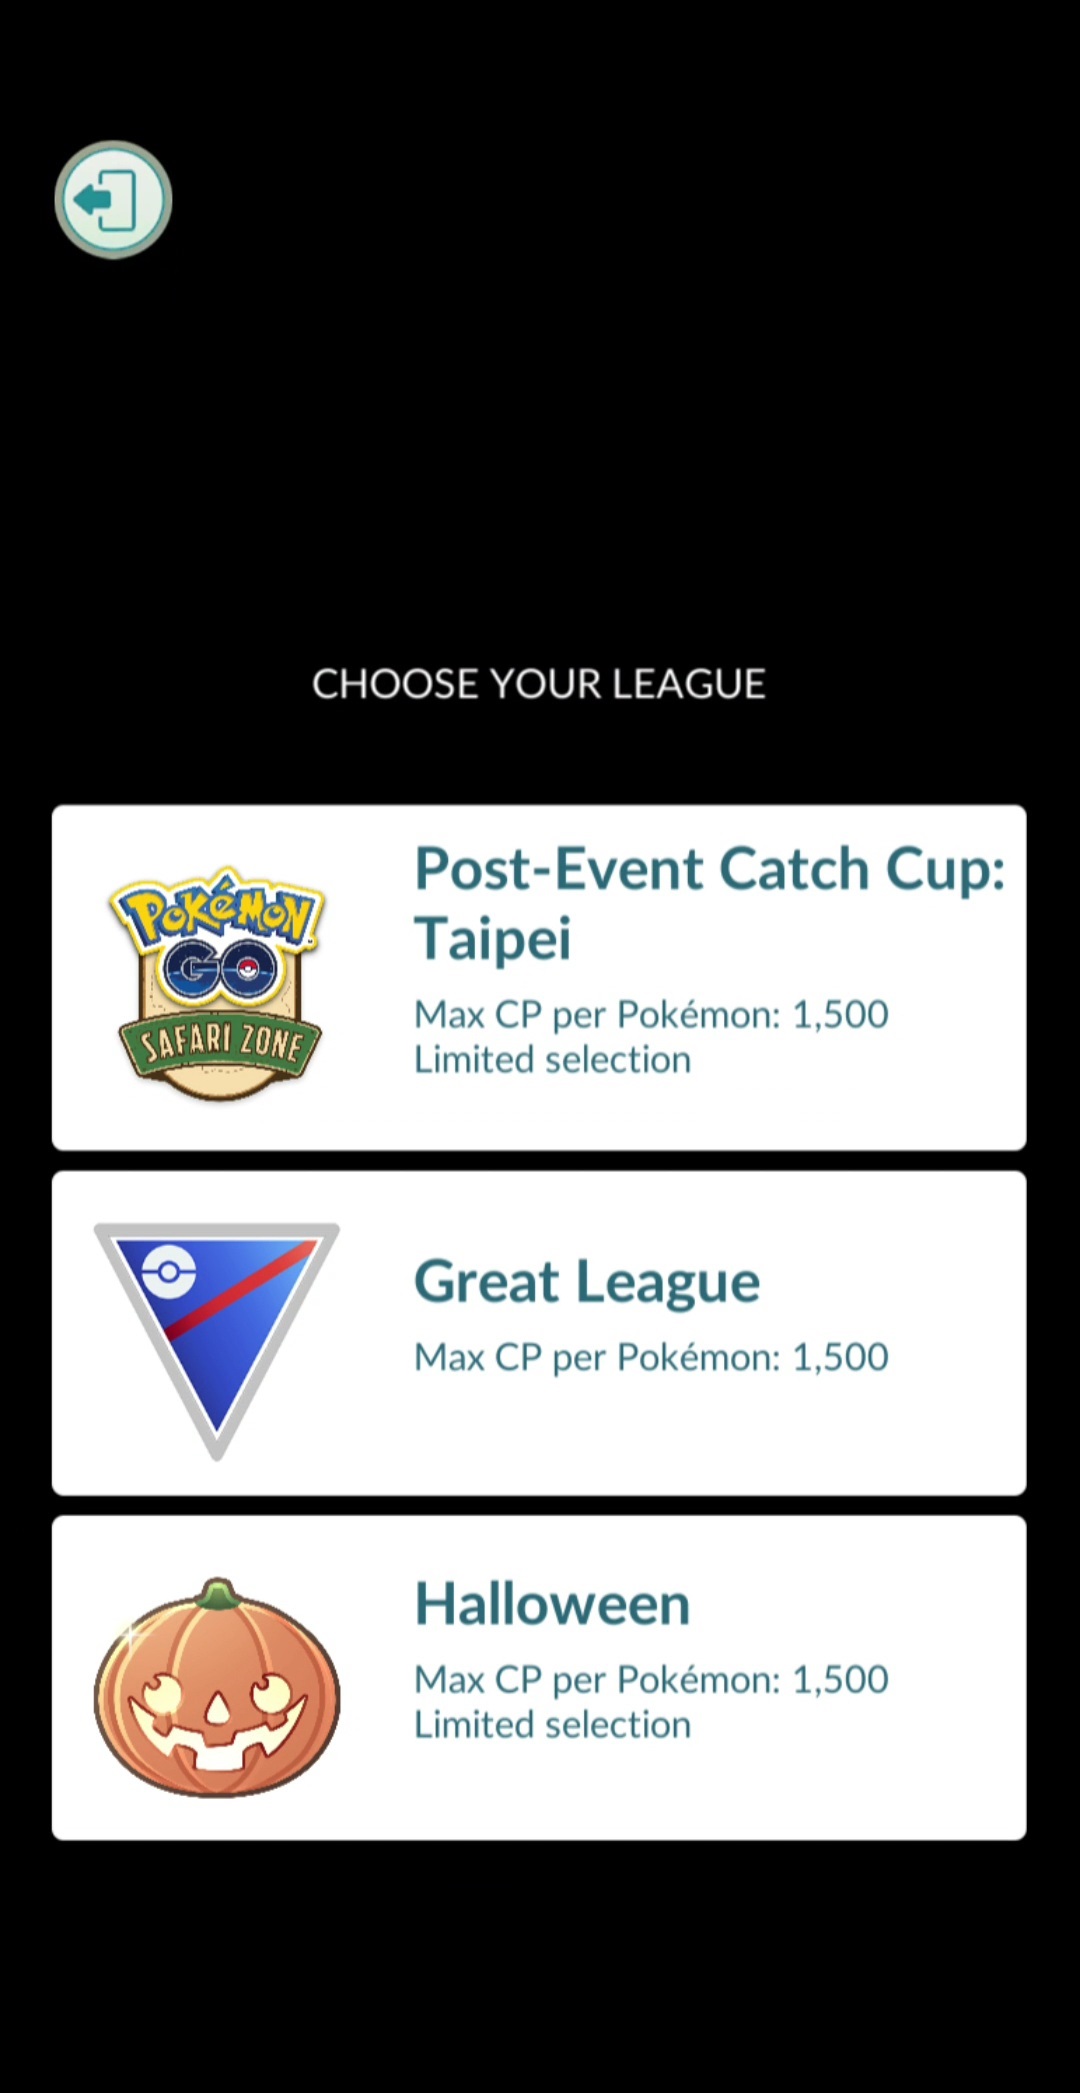 CHOOSE YOUR LEAGUE
POKéMON
GO
SAFARI ZONE
Post-Event Catch Cup:
Taipei
Max CP per Pokémon: 1,500
Limited selection
Great League
Max CP per Pokémon: 1,500
Halloween
Max CP per Pokémon: 1,500
Limited selection